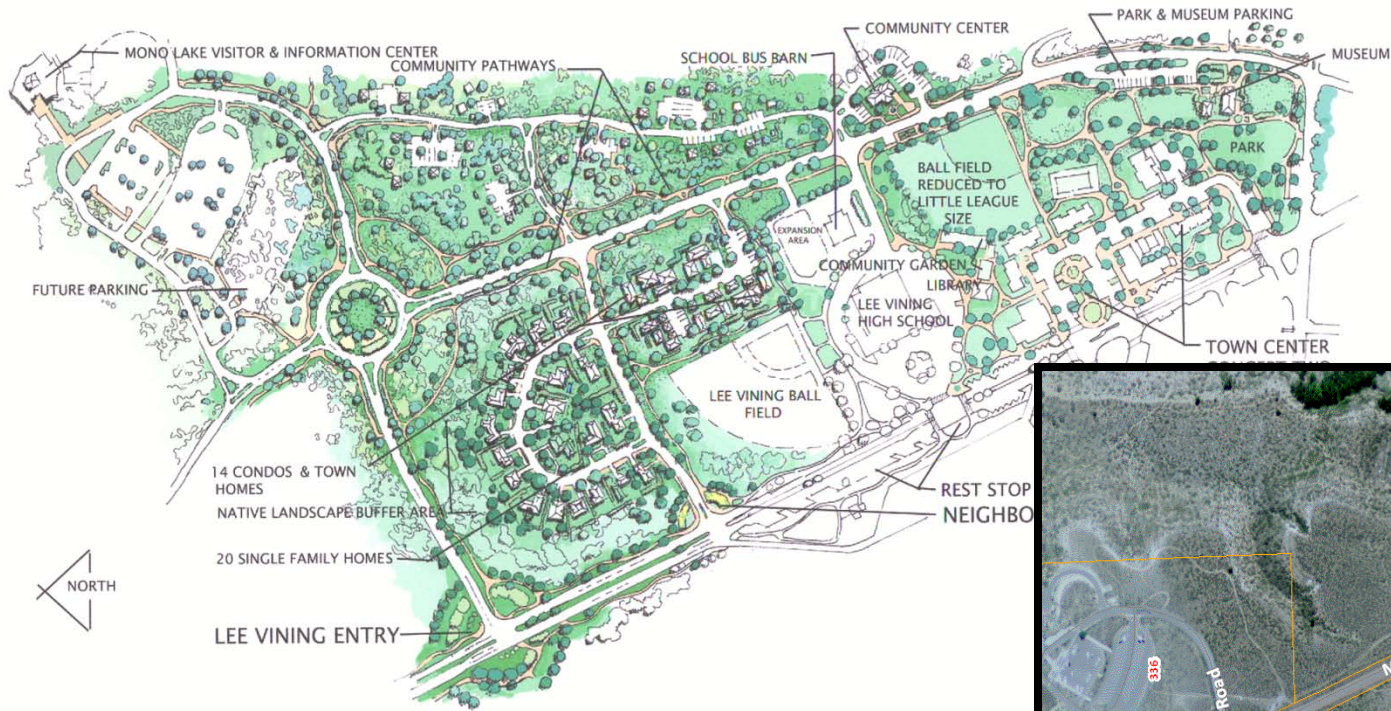 MONO LAKE VISITOR & INFORMATION CENTER
COMMUNITY PATHWAYS
SCHOOL BUS BARN
COMMUNITY CENTER
PARK & MUSEUM PARKING
MUSEUM
PARK
BALL FIELD
REDUCED TO
LITTLE LEAGUE
SIZE
EXPANSION
AREA
COMMUNITY GARDEN
LIBRARY
LEE VINING
HIGH SCHOOL
FUTURE PARKING
TOWN CENTER
LEE VINING BALL
FIELD
14 CONDOS & TOWN
HOMES
NATIVE LANDSCAPE BUFFER AREA
REST STOP
NEIGHBO
20 SINGLE FAMILY HOMES
NORTH
LEE VINING ENTRY
336
Road